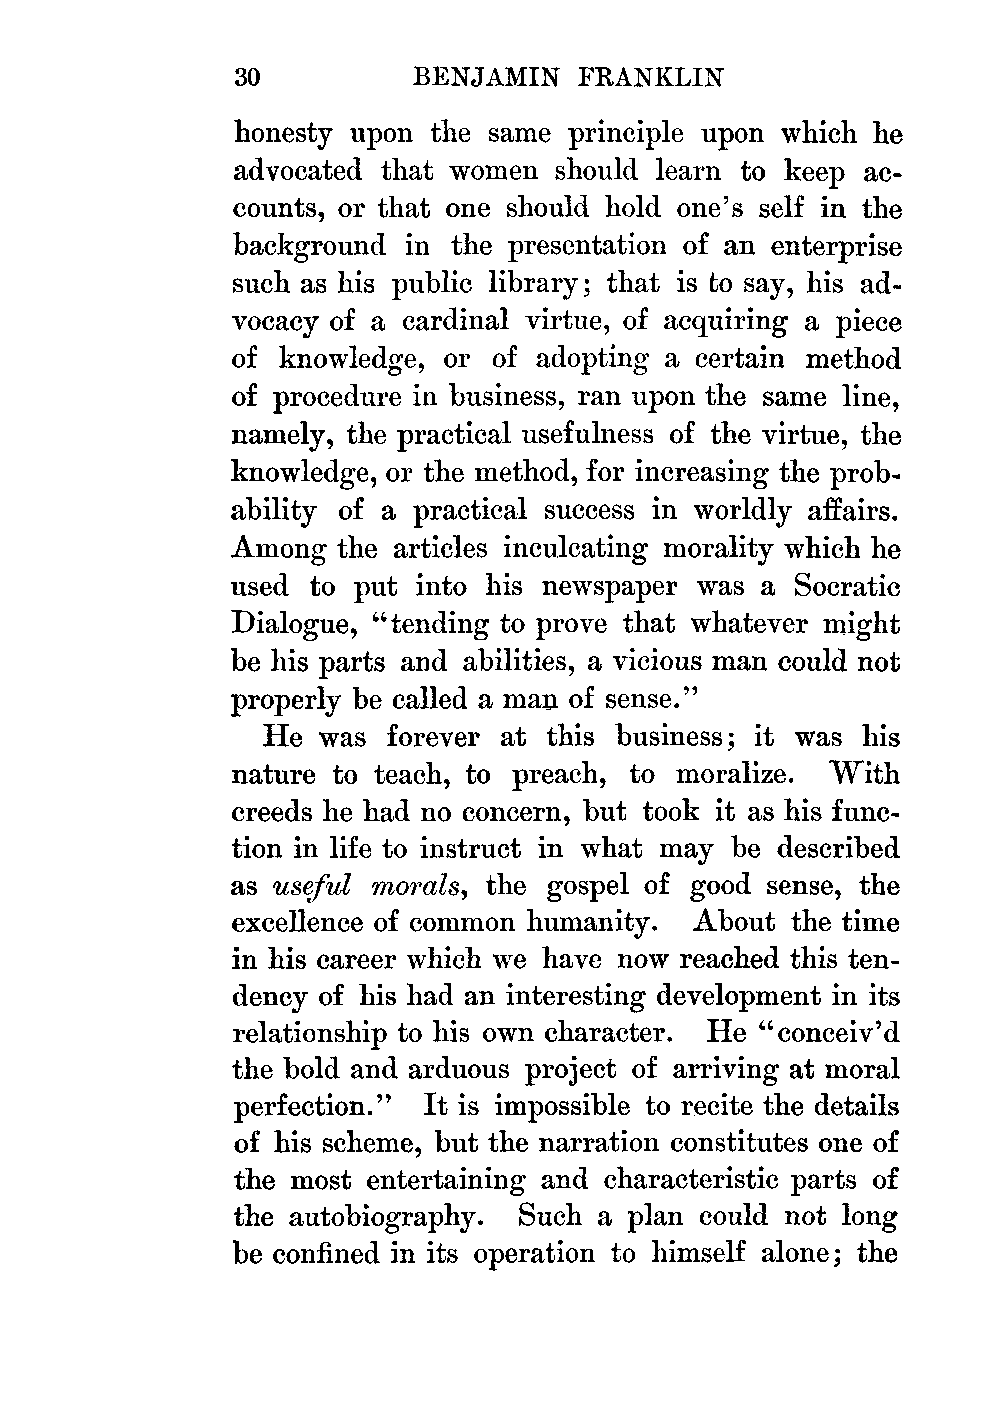 30 BENJAMIN FRANKLIN
honesty upon the same principle upon which he
advocated that women should learn to keep ac-
counts, or that one should hold one's self in the
background in the presentation of an enterprise
such as his public library; that is to say, his ad-
vocacy of a cardinal virtue, of acquiring a piece
of knowledge, or of adopting a certain method
of procedure in business, ran upon the same line,
namely, the practical usefulness of the virtue, the
knowledge, or the method, for increasing the prob-
ability of a practical success in worldly affairs.
Among the articles inculcating morality which he
used to put into his newspaper was a Socratic
Dialogue, "tending to prove that whatever might
be his parts and abilities, a vicious man could not
properly be called a man of sense."
He was forever at this business; it was his
nature to teach, to preach, to moralize. With
creeds he had no concern, but took it as his func-
tion in life to instruct in what may be described
as useful morals, the gospel of good sense, the
excellence of common humanity. About the time
in his career which we have now reached this ten-
dency of his had an interesting development in its
relationship to his own character. He "conceiv'd
the bold and arduous project of arriving at moral
perfection." It is impossible to recite the details
of his scheme, but the narration constitutes one of
the most entertaining and characteristic parts of
the autobiography. Such a plan could not long
be confined in its operation to himself alone; the